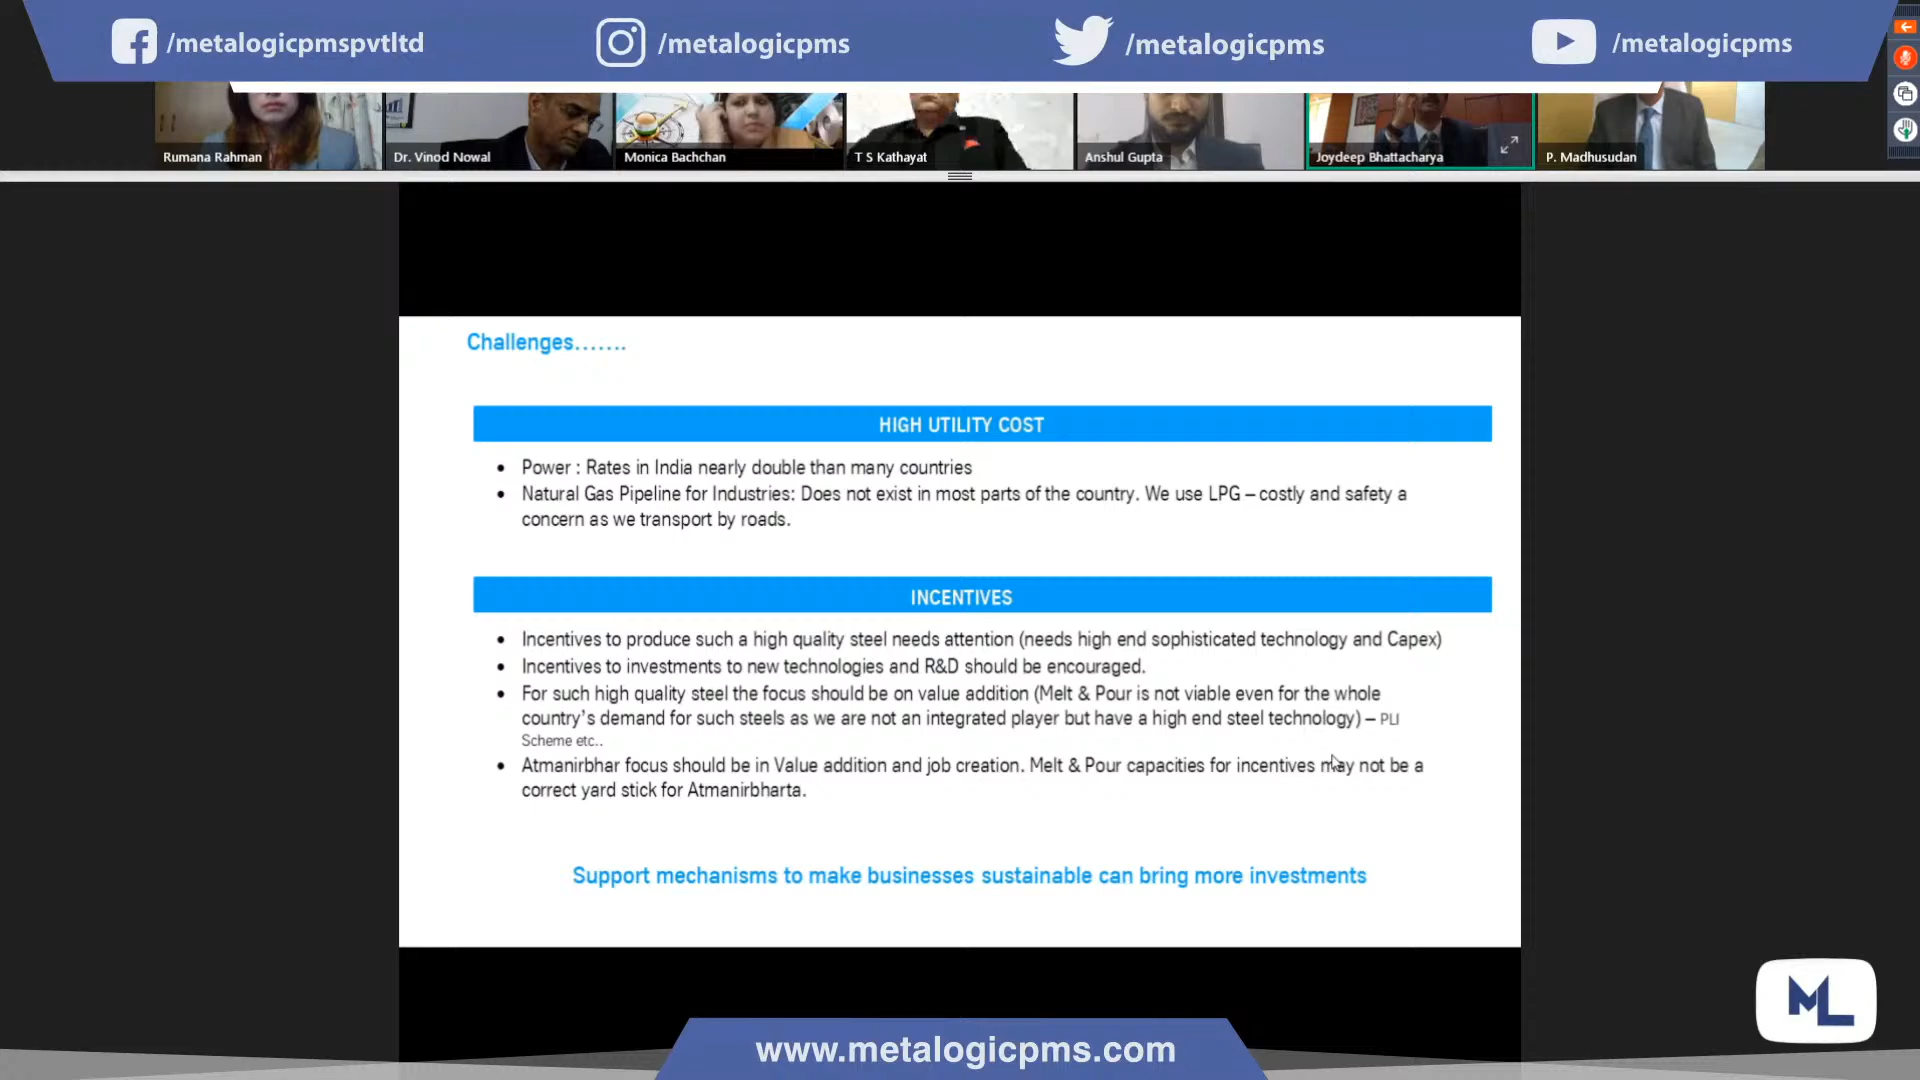 /metalogicpmspvtltd
/metalogicpms
/metalogicpms
/metalogicpms
Rumana Rahman
Dr. Vinod Nowal
Monica Bachchan
T S Kathayat
Anshul Gupta
Joydeep Bhattacharya
P. Madhusudan
Challenges.......
HIGH UTILITY COST
• Power : Rates in India nearly double than many countries
• Natural Gas Pipeline for Industries: Does not exist in most parts of the country. We use LPG – costly and safety a
concern as we transport by roads.
INCENTIVES
• Incentives to produce such a high quality steel needs attention (needs high end sophisticated technology and Capex)
• Incentives to investments to new technologies and R&D should be encouraged.
• For such high quality steel the focus should be on value addition (Melt & Pour is not viable even for the whole
country's demand for such steels as we are not an integrated player but have a high end steel technology) – PLI
Scheme etc..
• Atmanirbhar focus should be in Value addition and job creation. Melt & Pour capacities for incentives may not be a
correct yard stick for Atmanirbharta.
Support mechanisms to make businesses sustainable can bring more investments
ML
www.metalogicpms.com